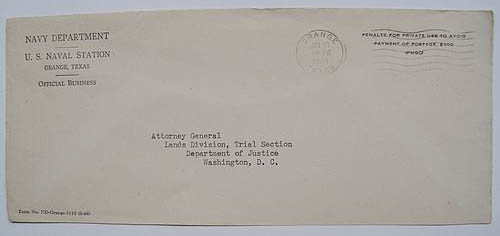 NAVY DEPARTMENT
U. S. NAVAL STATION
ORANGE, TEXAS
OFFICIAL BUSINESS
ORANGE
PENALTY FOR PRIVATE USE TO AVOID
PAYMENT OF POSTAGE, $300
(PMGC)
Attorney General
Lands Division, Trial Section
Department of Justice
Washington, D. C.